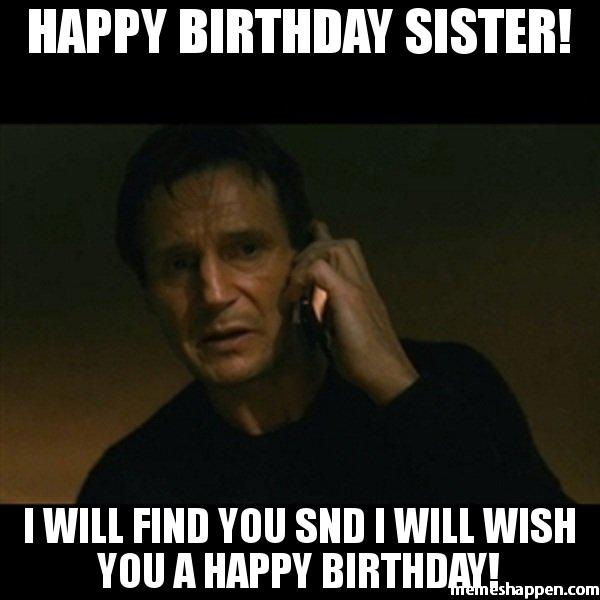 HAPPY BIRTHDAY SISTER!
I WILL FIND YOU SND I WILL WISH
YOU A HAPPY BIRTHDAY!
memeshappen.com